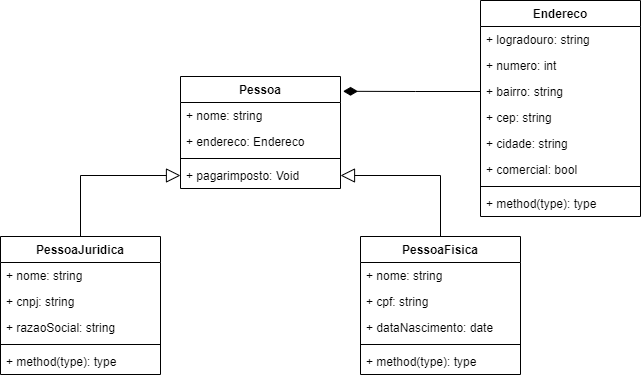 Endereco
+ logradouro: string
+ numero: int
+ bairro: string
+ cep: string
+ cidade: string
+ comercial: bool
+ method(type): type
Pessoa
+ nome: string
+ endereco: Endereco
+ pagarimposto: Void
PessoaJuridica
+ nome: string
+ cnpj: string
+ razaoSocial: string
+ method(type): type
PessoaFisica
+ nome: string
+ cpf: string
+ dataNascimento: date
+ method(type): type